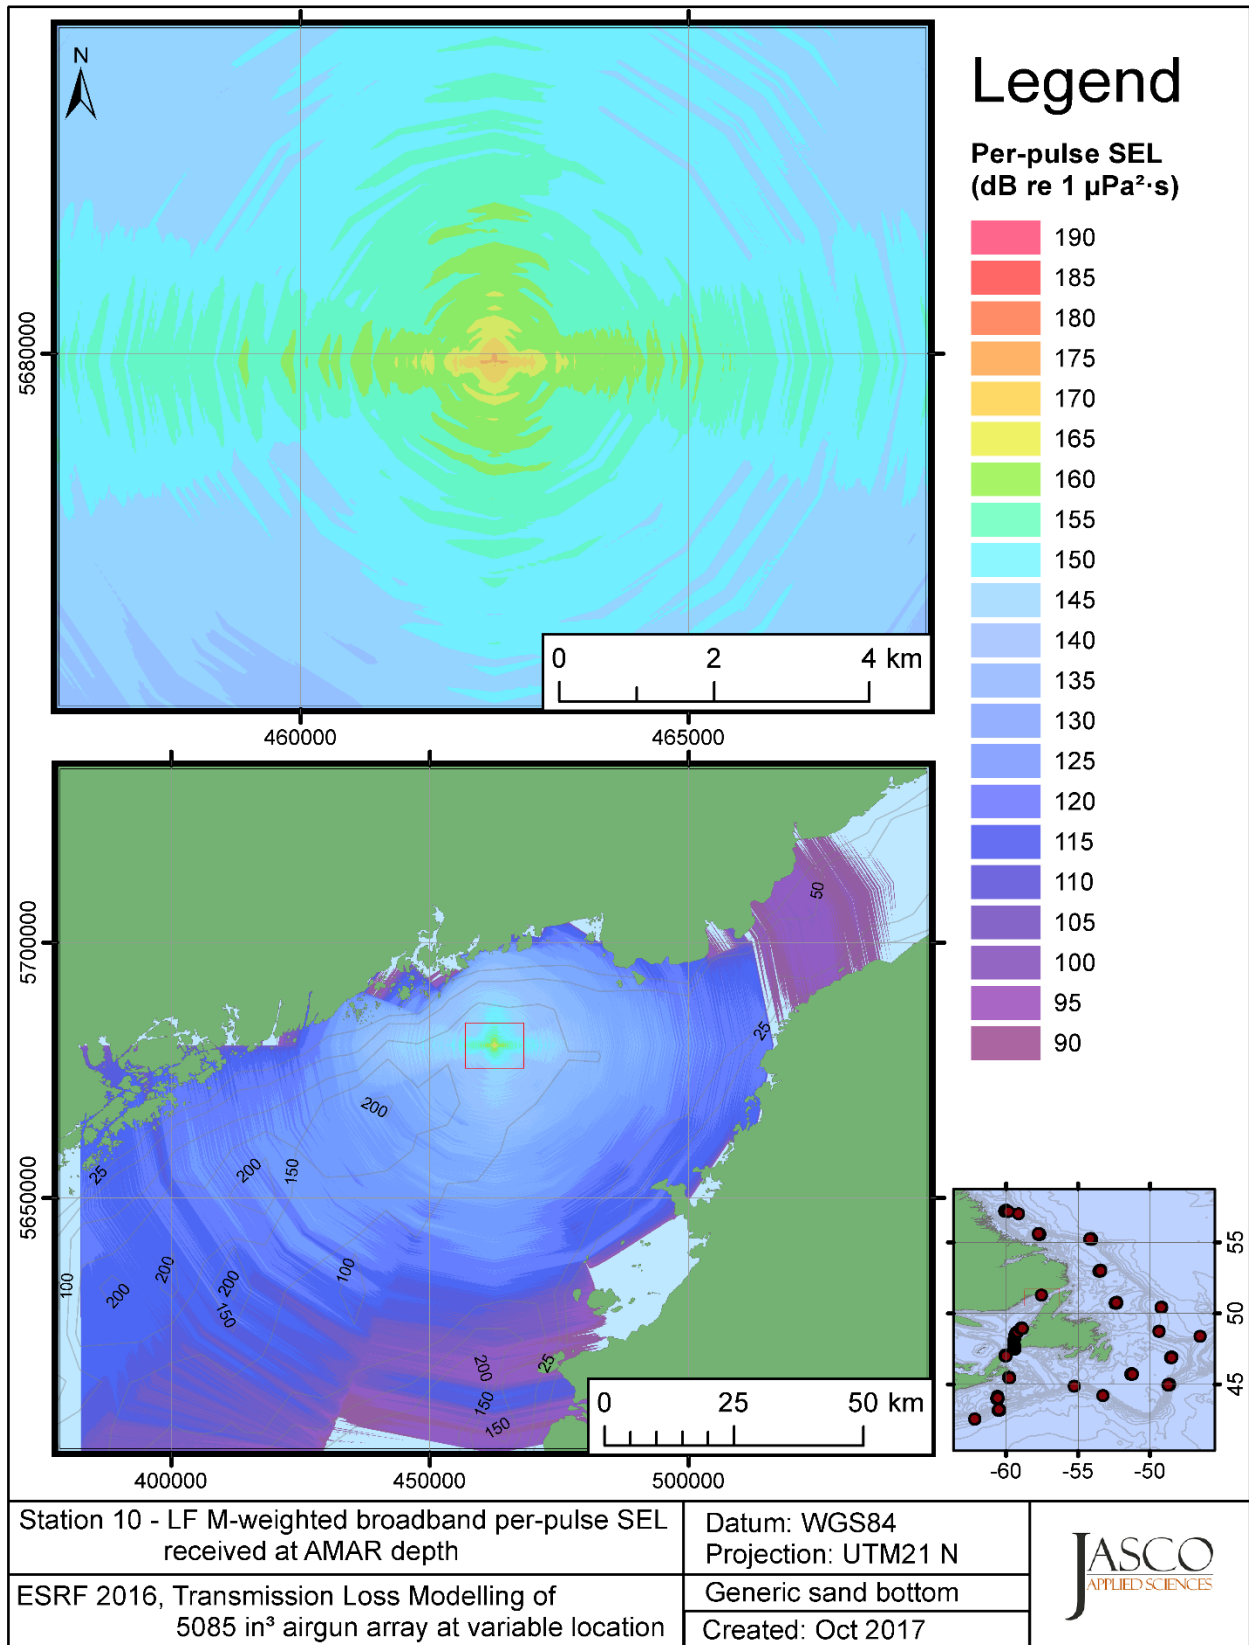 N
Legend
Per-pulse SEL
(dB re 1 µPa²·s)
190
185
180
175
170
165
160
155
150
145
140
135
130
125
120
115
110
105
100
95
90
5680000
0 2 4 km
460000 465000
5700000
5650000
50
25
200
200
150
25
100
200
200
200
150
100
200
150
150
25
0 25 50 km
400000 450000 500000
55
50
45
-60 -55 -50
Station 10 - LF M-weighted broadband per-pulse SEL
received at AMAR depth
ESRF 2016, Transmission Loss Modelling of
5085 in³ airgun array at variable location
Datum: WGS84
Projection: UTM21 N
Generic sand bottom
Created: Oct 2017
JASCO
APPLIED SCIENCES